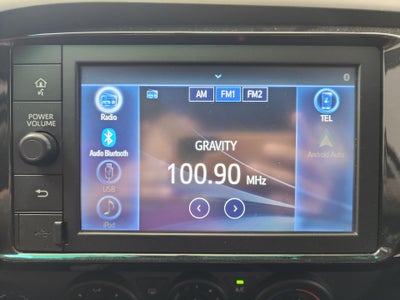 AM FM1 FM2
Radio
TEL
POWER
VOLUME
GRAVITY
Audio Bluetooth
Android Auto
100.90 MHz
USB
iPod